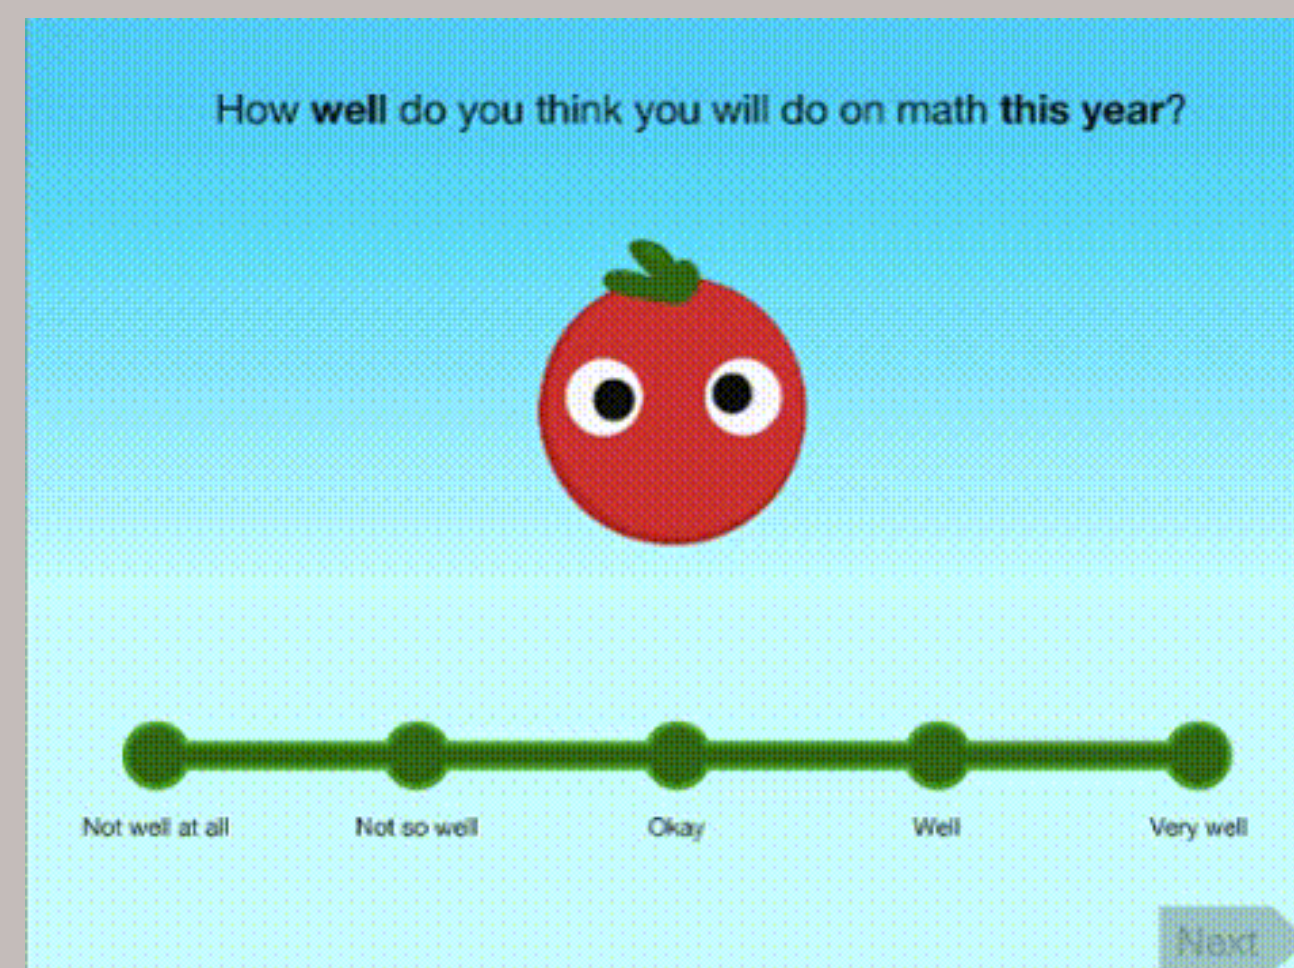 How well do you think you will do on math this year?
Not well at all
Not so well
Okay
Well
Very well
Next